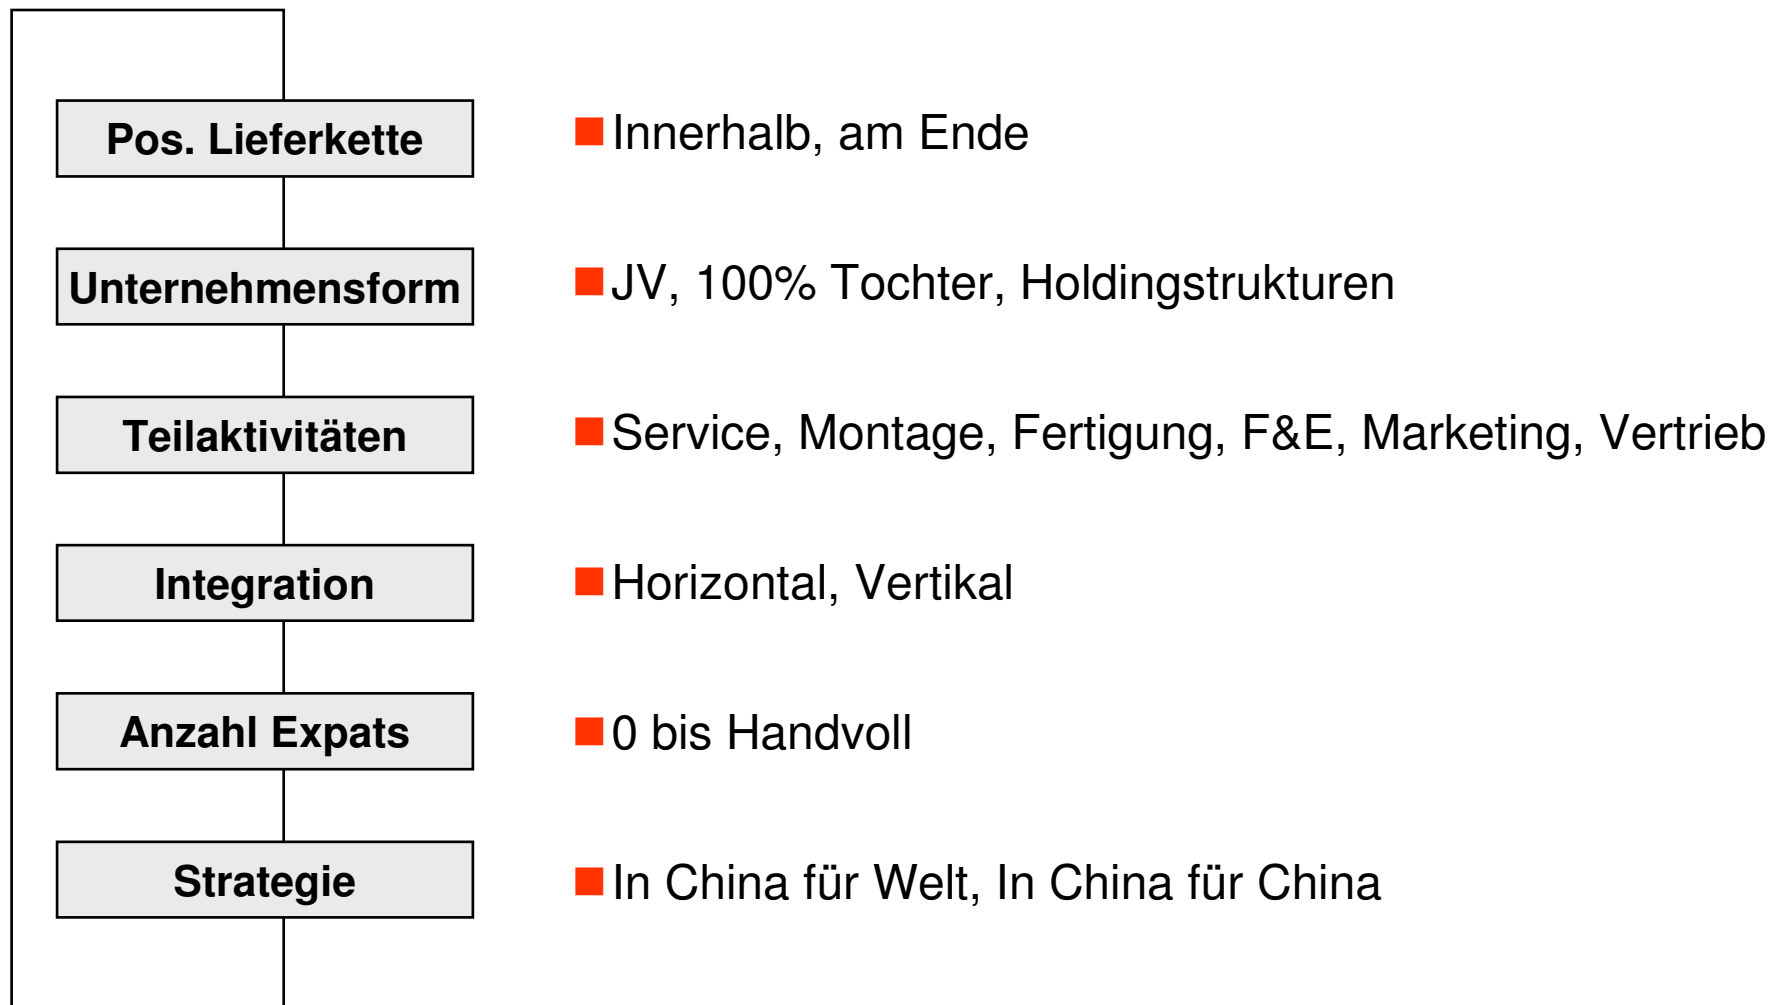 Pos. Lieferkette
Innerhalb, am Ende
Unternehmensform
JV, 100% Tochter, Holdingstrukturen
Teilaktivitäten
Service, Montage, Fertigung, F&E, Marketing, Vertrieb
Integration
Horizontal, Vertikal
Anzahl Expats
0 bis Handvoll
Strategie
In China für Welt, In China für China